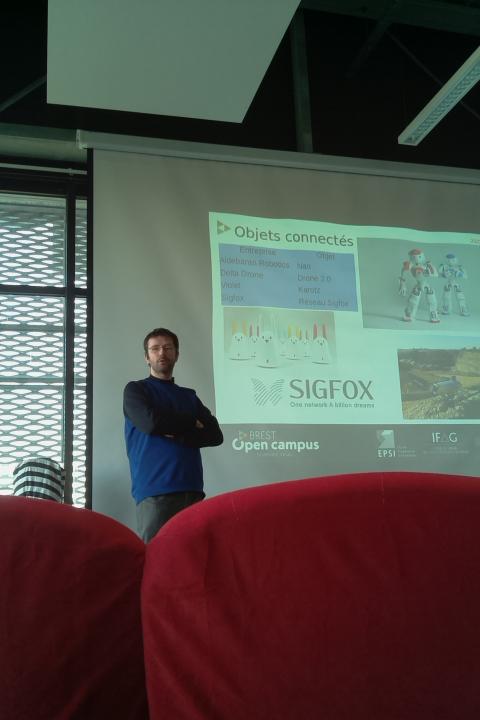 Objets connectés
Entreprise Objet
Aldebaran Robotics Nao
Delta Drone Drone 2.0
Violet Karotz
Sigfox Réseau Sigfox
SIGFOX
One network A billion dreams
BREST
Open campus
EPSI
IFAG